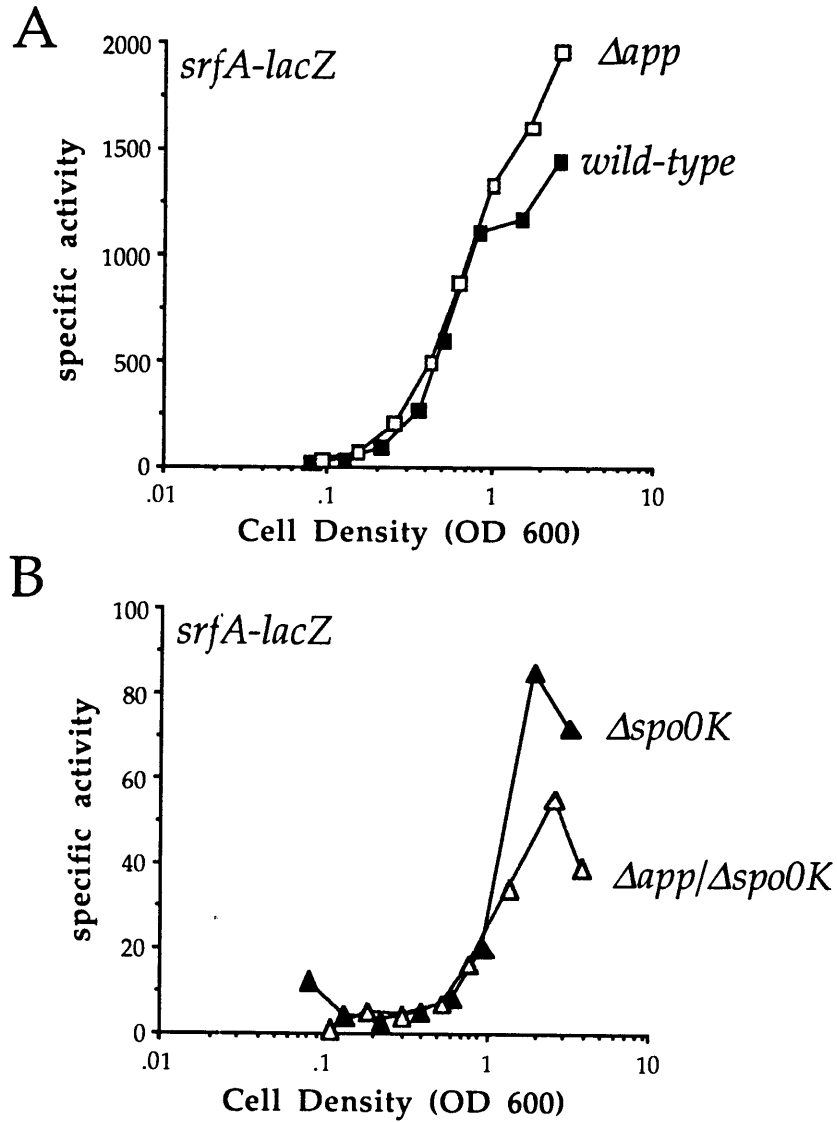 A
srfA-lacZ
Δapp
wild-type
2000
1500
1000
500
0
specific activity
.01
.1
1
10
Cell Density (OD 600)
B
srfA-lacZ
Δspo0K
Δapp/Δspo0K
100
80
60
40
20
0
specific activity
.01
.1
1
10
Cell Density (OD 600)